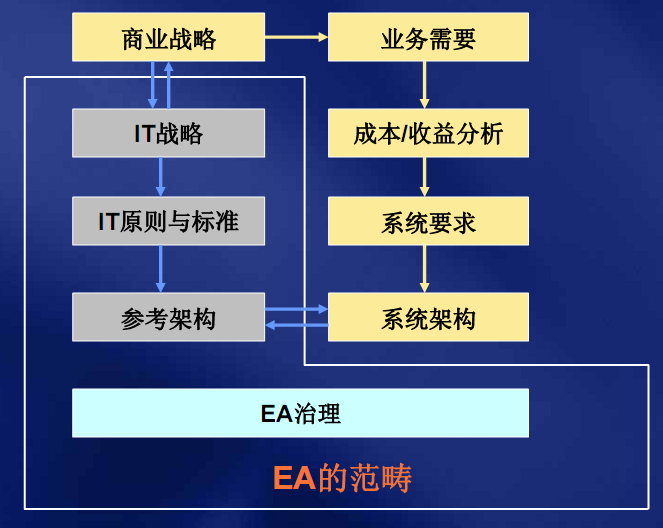 商业战略
业务需要
IT战略
成本/收益分析
IT原则与标准
系统要求
参考架构
系统架构
EA治理
EA的范畴